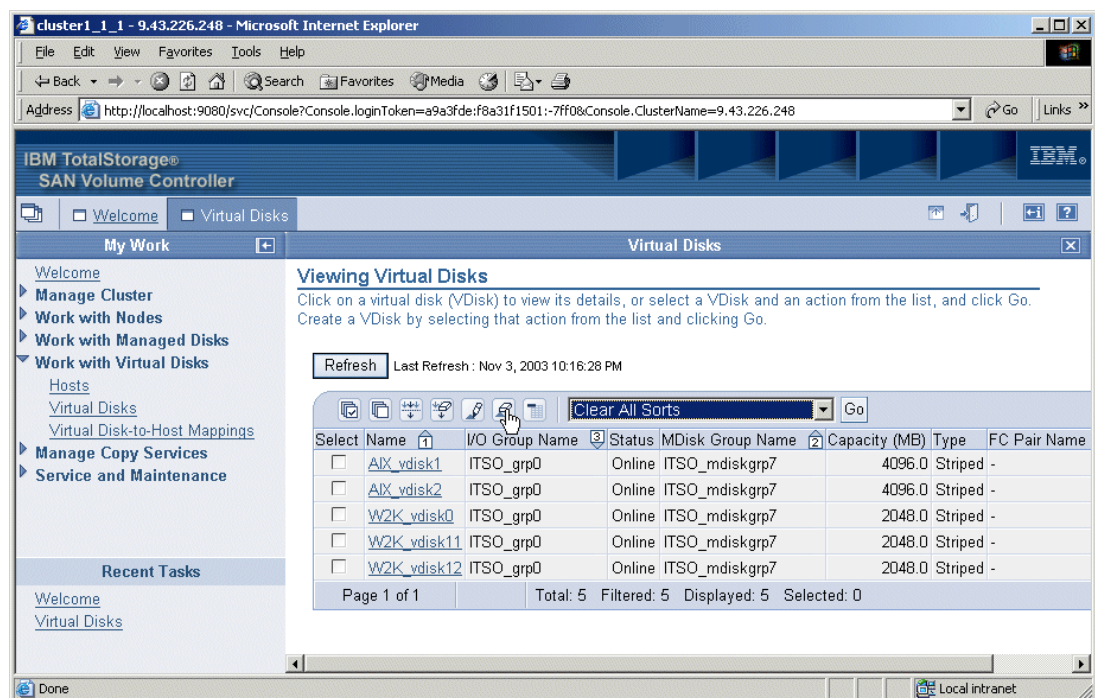 cluster1_1_1 - 9.43.226.248 - Microsoft Internet Explorer
File Edit View Favorites Tools Help
Back Search Favorites Media
Address http://localhost:9080/svc/Console?Console.loginToken=a9a3fde:f8a31f1501:-7ff0&Console.ClusterName=9.43.226.248 Go Links »
IBM TotalStorage®
SAN Volume Controller
IBM®
Welcome Virtual Disks
My Work
Welcome
Manage Cluster
Work with Nodes
Work with Managed Disks
Work with Virtual Disks
Hosts
Virtual Disks
Virtual Disk-to-Host Mappings
Manage Copy Services
Service and Maintenance
Recent Tasks
Welcome
Virtual Disks
Virtual Disks
Viewing Virtual Disks
Click on a virtual disk (VDisk) to view its details, or select a VDisk and an action from the list, and click Go.
Create a VDisk by selecting that action from the list and clicking Go.
Refresh Last Refresh : Nov 3, 2003 10:16:28 PM
Clear All Sorts Go
Select Name 1 I/O Group Name 3 Status MDisk Group Name 2 Capacity (MB) Type FC Pair Name
AIX_vdisk1 ITSO_grp0 Online ITSO_mdiskgrp7 4096.0 Striped -
AIX_vdisk2 ITSO_grp0 Online ITSO_mdiskgrp7 4096.0 Striped -
W2K_vdisk0 ITSO_grp0 Online ITSO_mdiskgrp7 2048.0 Striped -
W2K_vdisk11 ITSO_grp0 Online ITSO_mdiskgrp7 2048.0 Striped -
W2K_vdisk12 ITSO_grp0 Online ITSO_mdiskgrp7 2048.0 Striped -
Page 1 of 1 Total: 5 Filtered: 5 Displayed: 5 Selected: 0
Done Local intranet